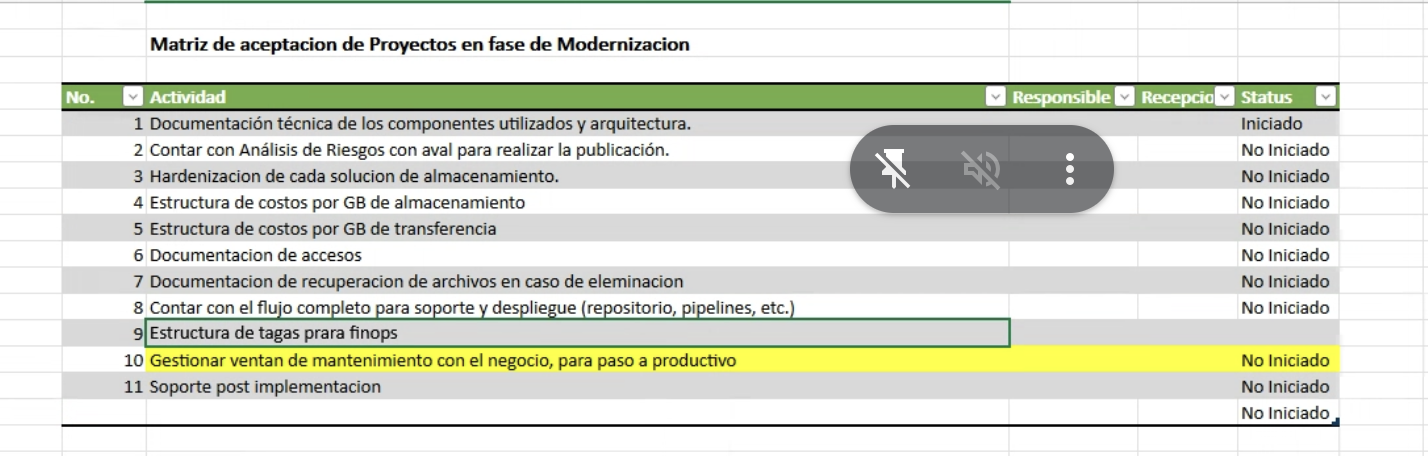 Matriz de aceptacion de Proyectos en fase de Modernizacion
No. Actividad Responsible Recepcio Status
1 Documentación técnica de los componentes utilizados y arquitectura. Iniciado
2 Contar con Análisis de Riesgos con aval para realizar la publicación. No Iniciado
3 Hardenizacion de cada solucion de almacenamiento. No Iniciado
4 Estructura de costos por GB de almacenamiento No Iniciado
5 Estructura de costos por GB de transferencia No Iniciado
6 Documentacion de accesos No Iniciado
7 Documentacion de recuperacion de archivos en caso de eleminacion No Iniciado
8 Contar con el flujo completo para soporte y despliegue (repositorio, pipelines, etc.) No Iniciado
9 Estructura de tagas prara finops
10 Gestionar ventan de mantenimiento con el negocio, para paso a productivo No Iniciado
11 Soporte post implementacion No Iniciado
No Iniciado